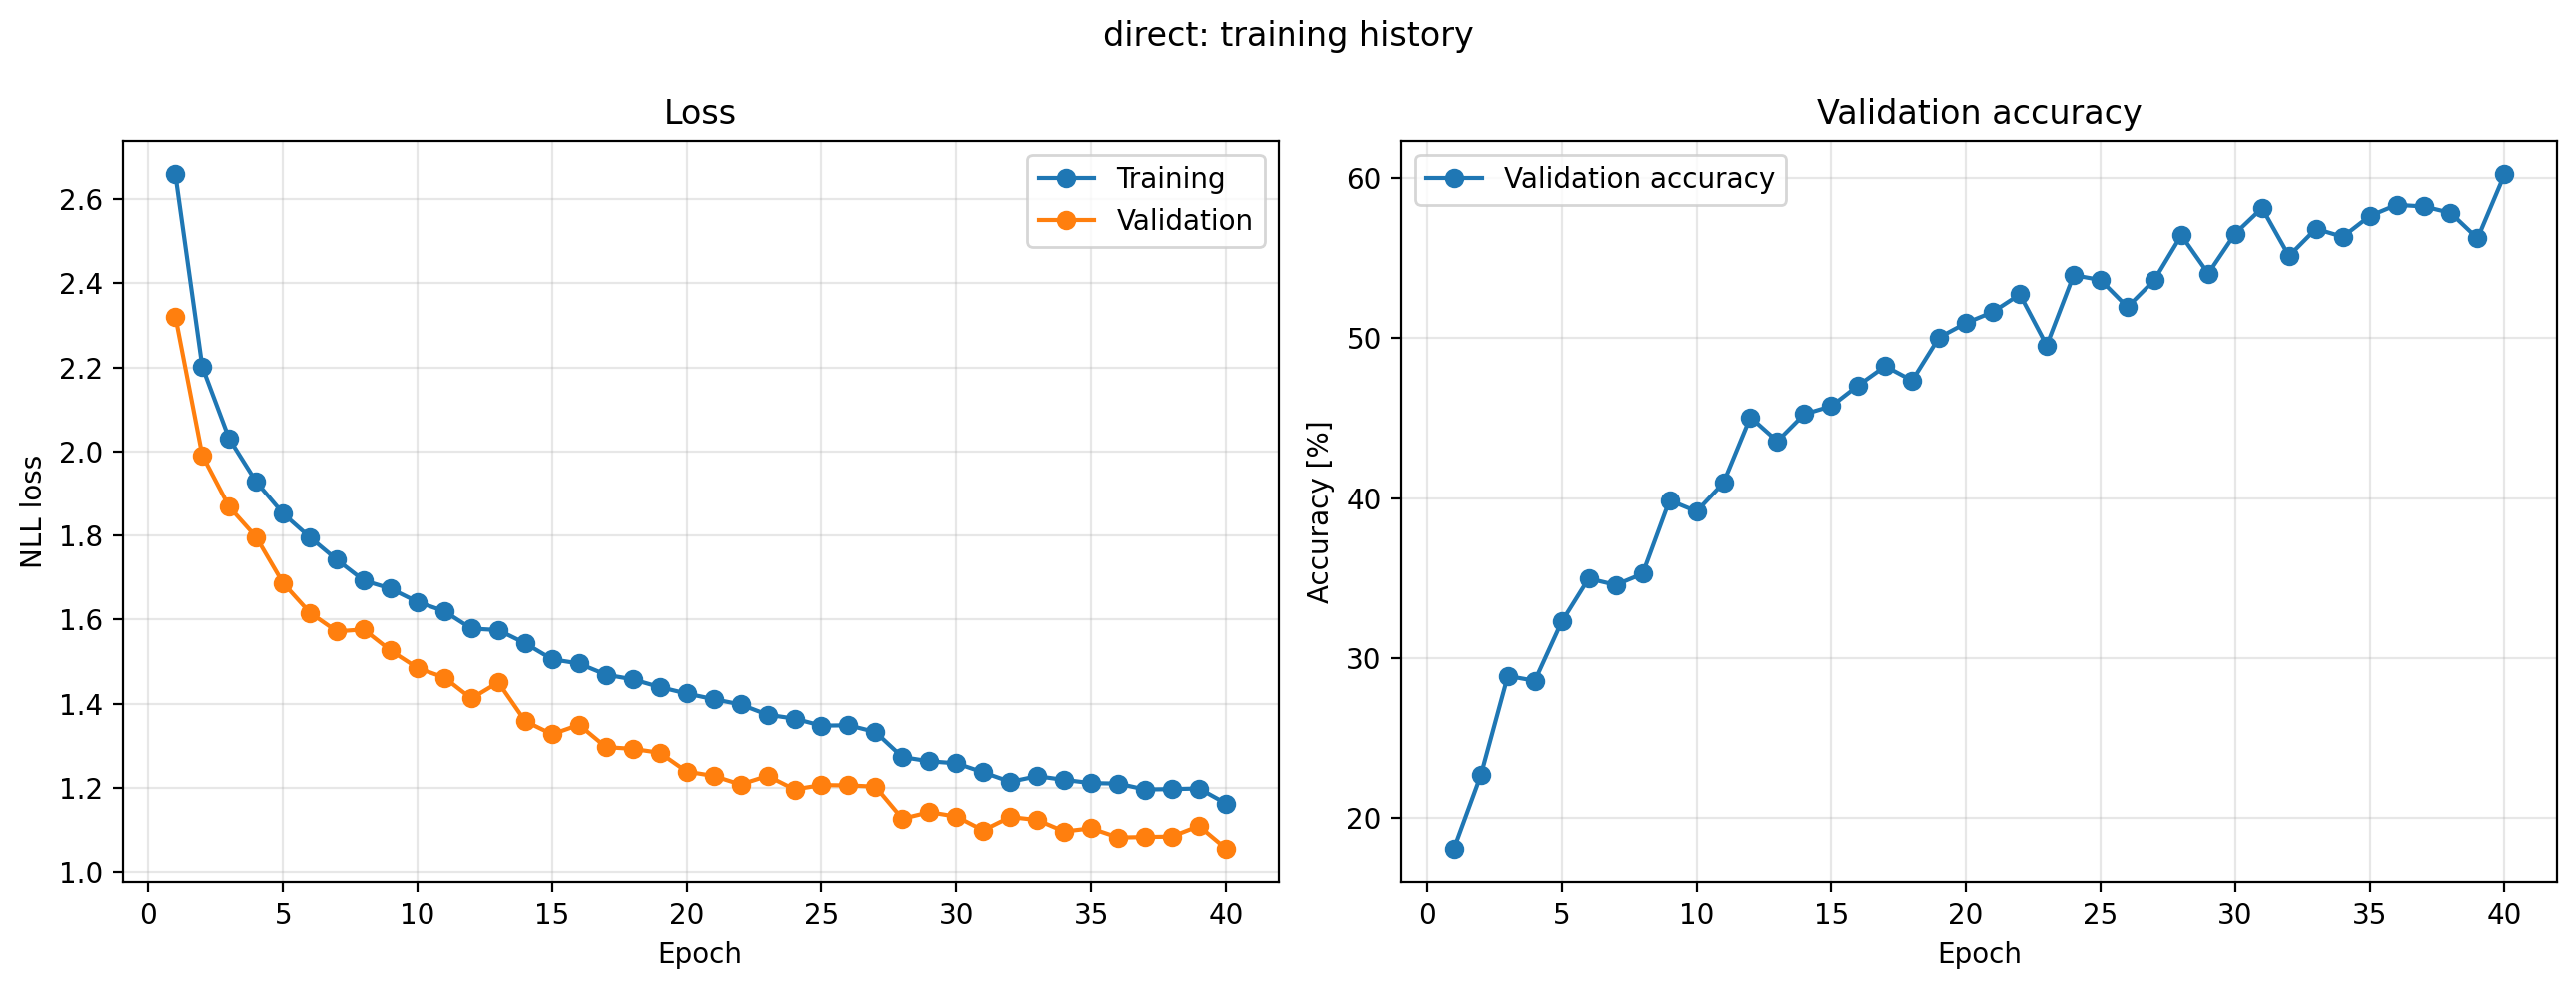 direct: training history
Loss
NLL loss
2.6
2.4
2.2
2.0
1.8
1.6
1.4
1.2
1.0
Training
Validation
0 5 10 15 20 25 30 35 40
Epoch
Validation accuracy
Accuracy [%]
60
50
40
30
20
Validation accuracy
0 5 10 15 20 25 30 35 40
Epoch